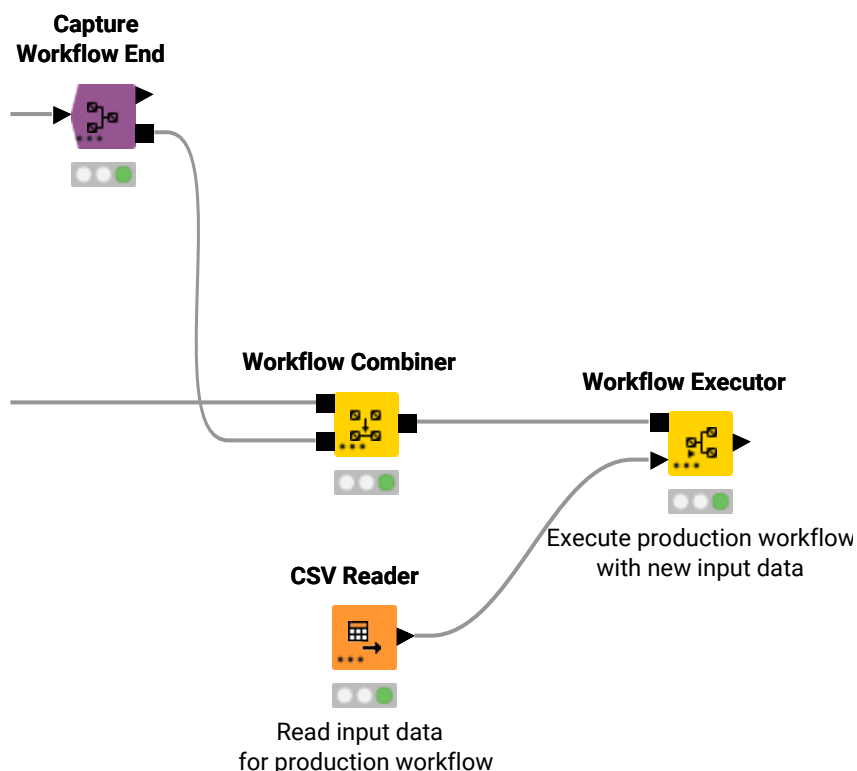 Capture
Workflow End
Workflow Combiner
Workflow Executor
Execute production workflow
with new input data
CSV Reader
Read input data
for production workflow